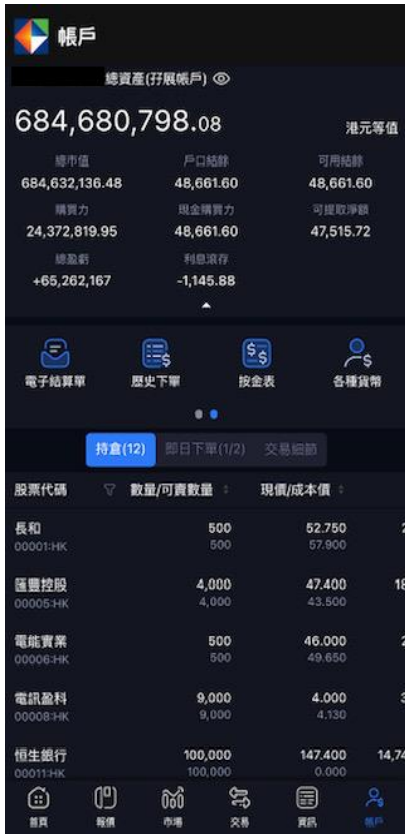 帳戶
總資產(孖展帳戶)
684,680,798.08 港元等值
總市值 戶口結餘 可用結餘
684,632,136.48 48,661.60 48,661.60
購買力 現金購買力 可提取淨額
24,372,819.95 48,661.60 47,515.72
總盈虧 利息滾存
+65,262,167 -1,145.88
電子結算單 歷史下單 按金表 各種貨幣
持倉(12) 即日下單(1/2) 交易細節
股票代碼 數量/可賣數量 現價/成本價
長和 500 52.750 2
00001:HK 500 57.900
匯豐控股 4,000 47.400 18
00005:HK 4,000 43.500
電能實業 500 46.000 2
00006:HK 500 49.650
電訊盈科 9,000 4.000 3
00008:HK 9,000 4.130
恒生銀行 100,000 147.400 14,74
00011:HK 100,000 0.000
首頁 報價 市場 交易 資訊 帳戶